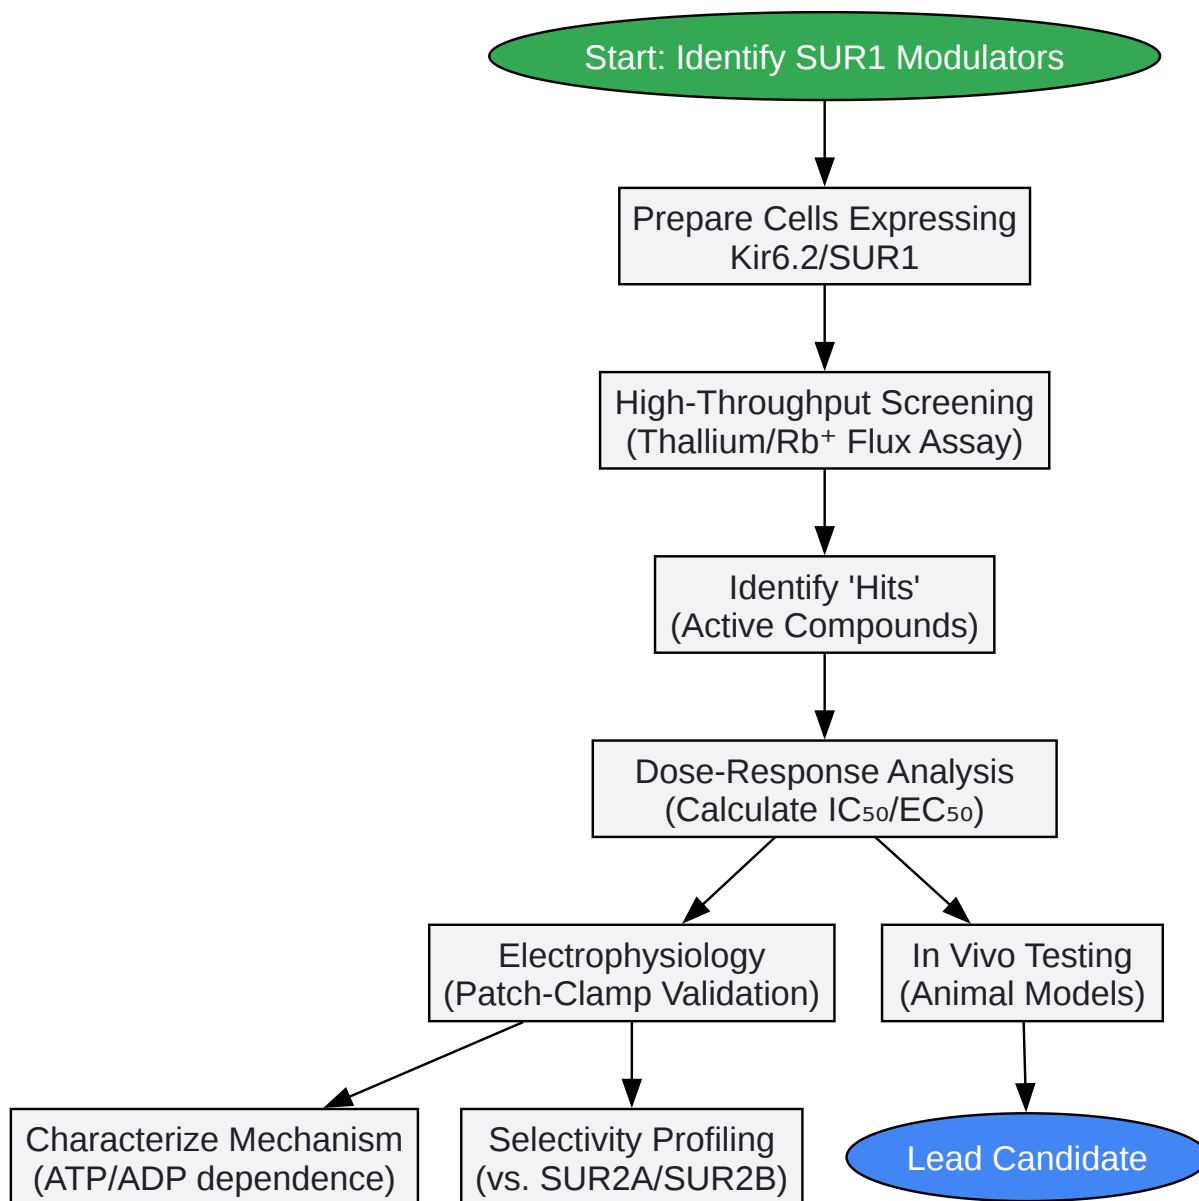 Start: Identify SUR1 Modulators
Prepare Cells Expressing
Kir6.2/SUR1
High-Throughput Screening
(Thallium/Rb⁺ Flux Assay)
Identify 'Hits'
(Active Compounds)
Dose-Response Analysis
(Calculate IC₅₀/EC₅₀)
Electrophysiology
(Patch-Clamp Validation)
In Vivo Testing
(Animal Models)
Characterize Mechanism
(ATP/ADP dependence)
Selectivity Profiling
(vs. SUR2A/SUR2B)
Lead Candidate